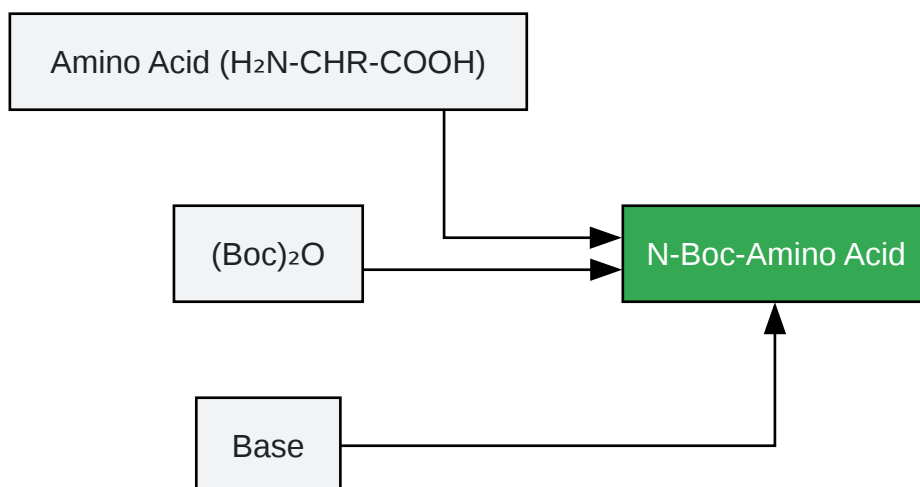 Amino Acid (H₂N-CHR-COOH)
(Boc)₂O
N-Boc-Amino Acid
Base